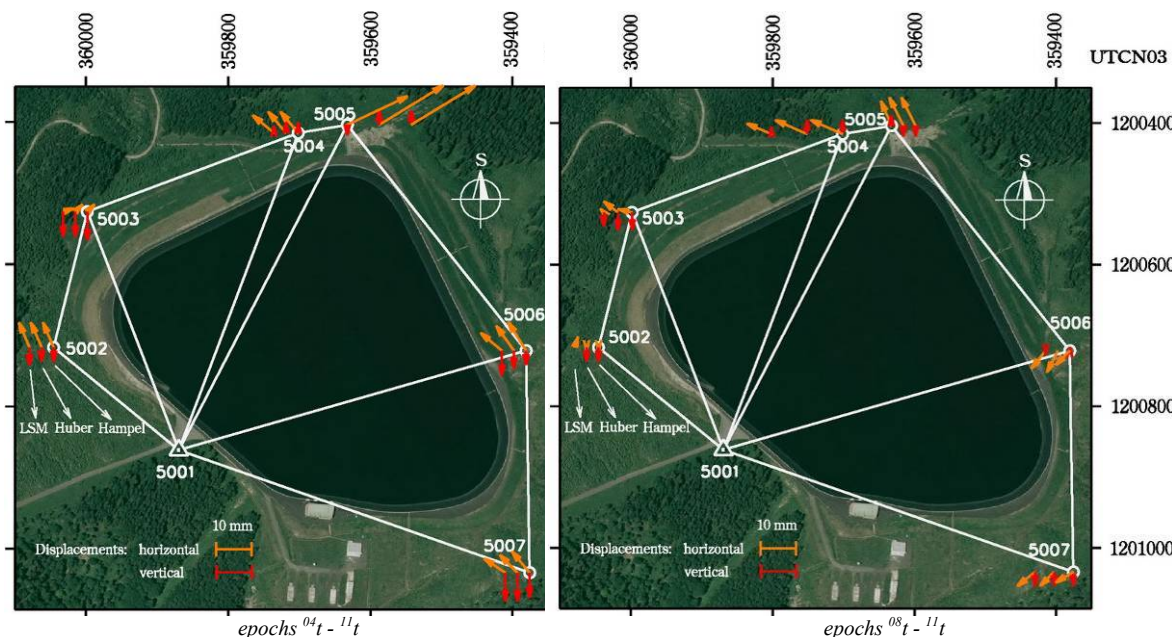 360000
359800
359600
359400
360000
359800
359600
359400
UTCN03
5005
5004
S
5003
5006
5002
LSM Huber Hampel
5001
10 mm
Displacements: horizontal
vertical
5007
epochs ⁰⁴t - ¹¹t
5005
5004
S
5003
5006
5002
LSM Huber Hampel
5001
10 mm
Displacements: horizontal
vertical
5007
epochs ⁰⁸t - ¹¹t
1200400
1200600
1200800
1201000